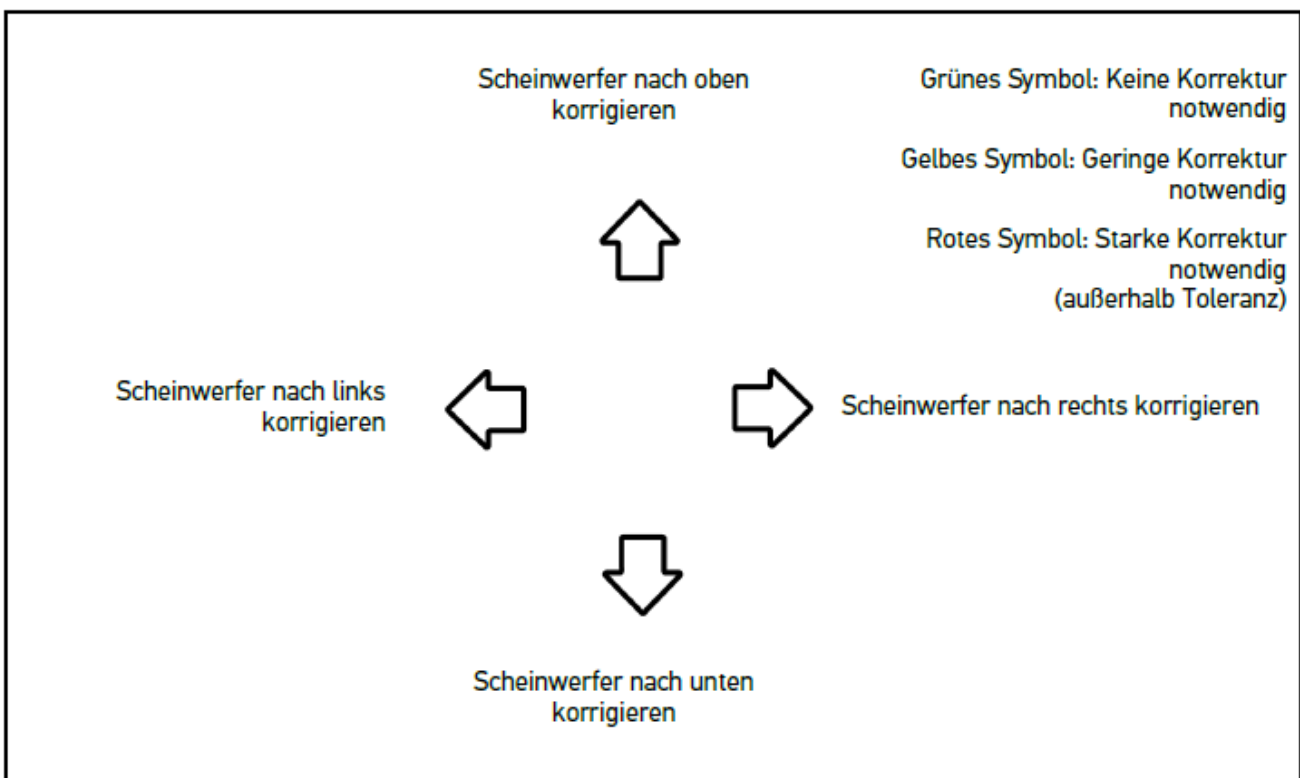 Scheinwerfer nach oben
korrigieren
Grünes Symbol: Keine Korrektur
notwendig
Gelbes Symbol: Geringe Korrektur
notwendig
Rotes Symbol: Starke Korrektur
notwendig
(außerhalb Toleranz)
Scheinwerfer nach links
korrigieren
Scheinwerfer nach rechts korrigieren
Scheinwerfer nach unten
korrigieren